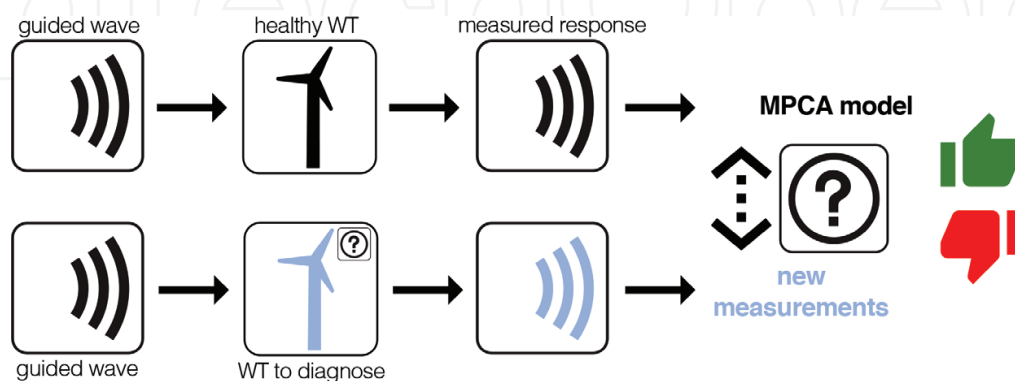 guided wave
healthy WT
measured response
MPCA model
?
?
new
measurements
guided wave
WT to diagnose